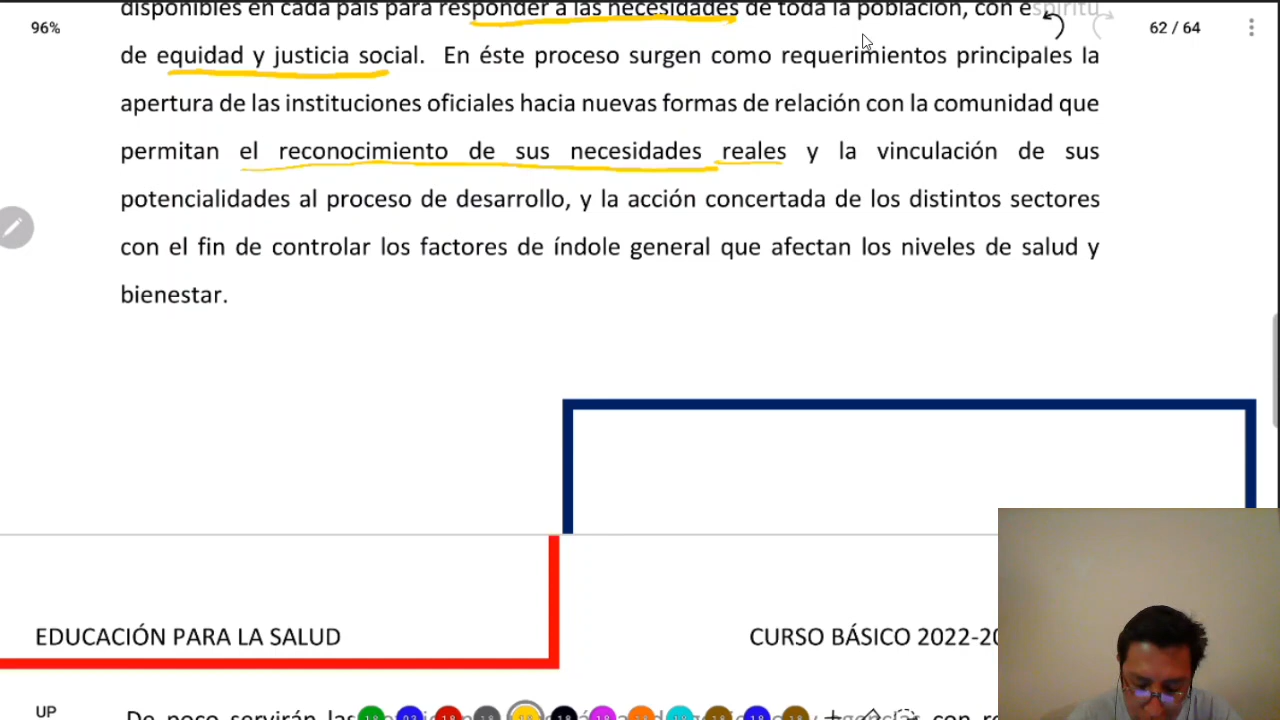 disponibles en cada país para responder a las necesidades de toda la población, con espíritu
96%
62 / 64
de equidad y justicia social. En éste proceso surgen como requerimientos principales la
apertura de las instituciones oficiales hacia nuevas formas de relación con la comunidad que
permitan el reconocimiento de sus necesidades reales y la vinculación de sus
potencialidades al proceso de desarrollo, y la acción concertada de los distintos sectores
con el fin de controlar los factores de índole general que afectan los niveles de salud y
bienestar.
EDUCACIÓN PARA LA SALUD
CURSO BÁSICO 2022-20
UP
De poco servirán las